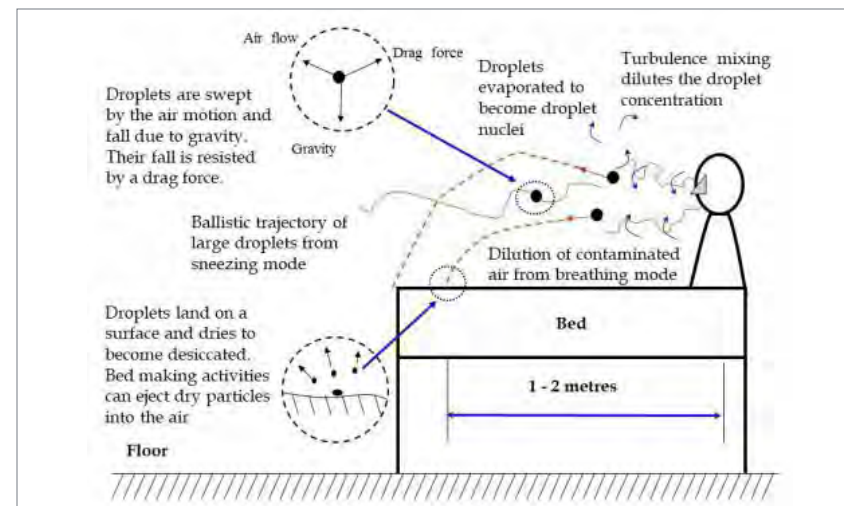 Air flow
Drag force
Gravity
Droplets are swept
by the air motion and
fall due to gravity.
Their fall is resisted
by a drag force.
Droplets
evaporated to
become droplet
nuclei
Turbulence mixing
dilutes the droplet
concentration
Ballistic trajectory of
large droplets from
sneezing mode
Dilution of contaminated
air from breathing mode
Droplets land on a
surface and dries to
become desiccated.
Bed making activities
can eject dry particles
into the air
Bed
1 - 2 metres
Floor